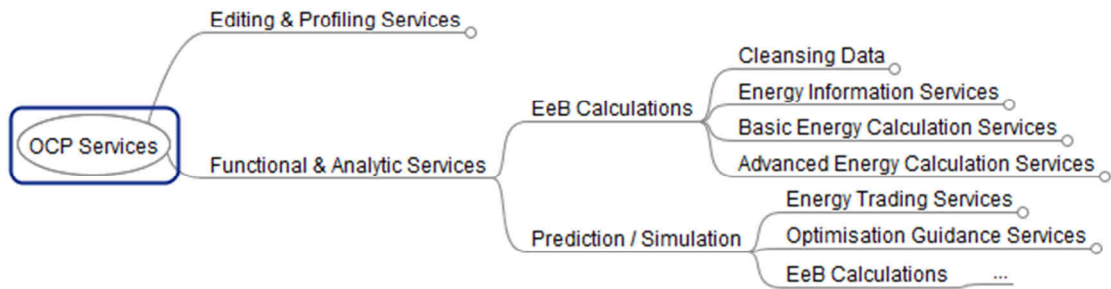 Editing & Profiling Services
Cleansing Data
EeB Calculations
Energy Information Services
OCP Services
Basic Energy Calculation Services
Functional & Analytic Services
Advanced Energy Calculation Services
Energy Trading Services
Prediction / Simulation
Optimisation Guidance Services
EeB Calculations ...